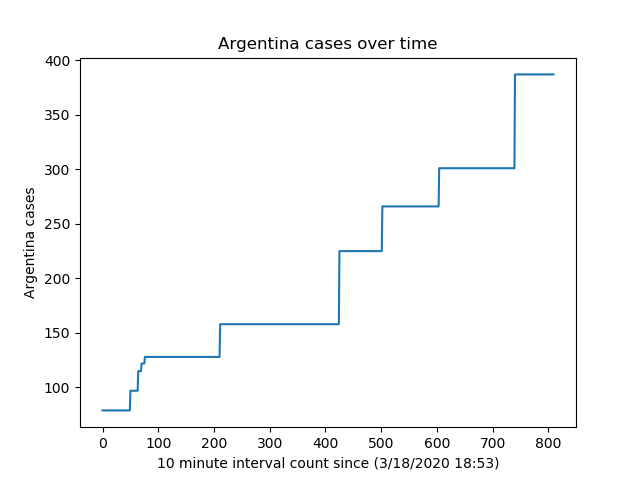 Argentina cases over time
400
350
300
250
200
150
100
Argentina cases
0 100 200 300 400 500 600 700 800
10 minute interval count since (3/18/2020 18:53)